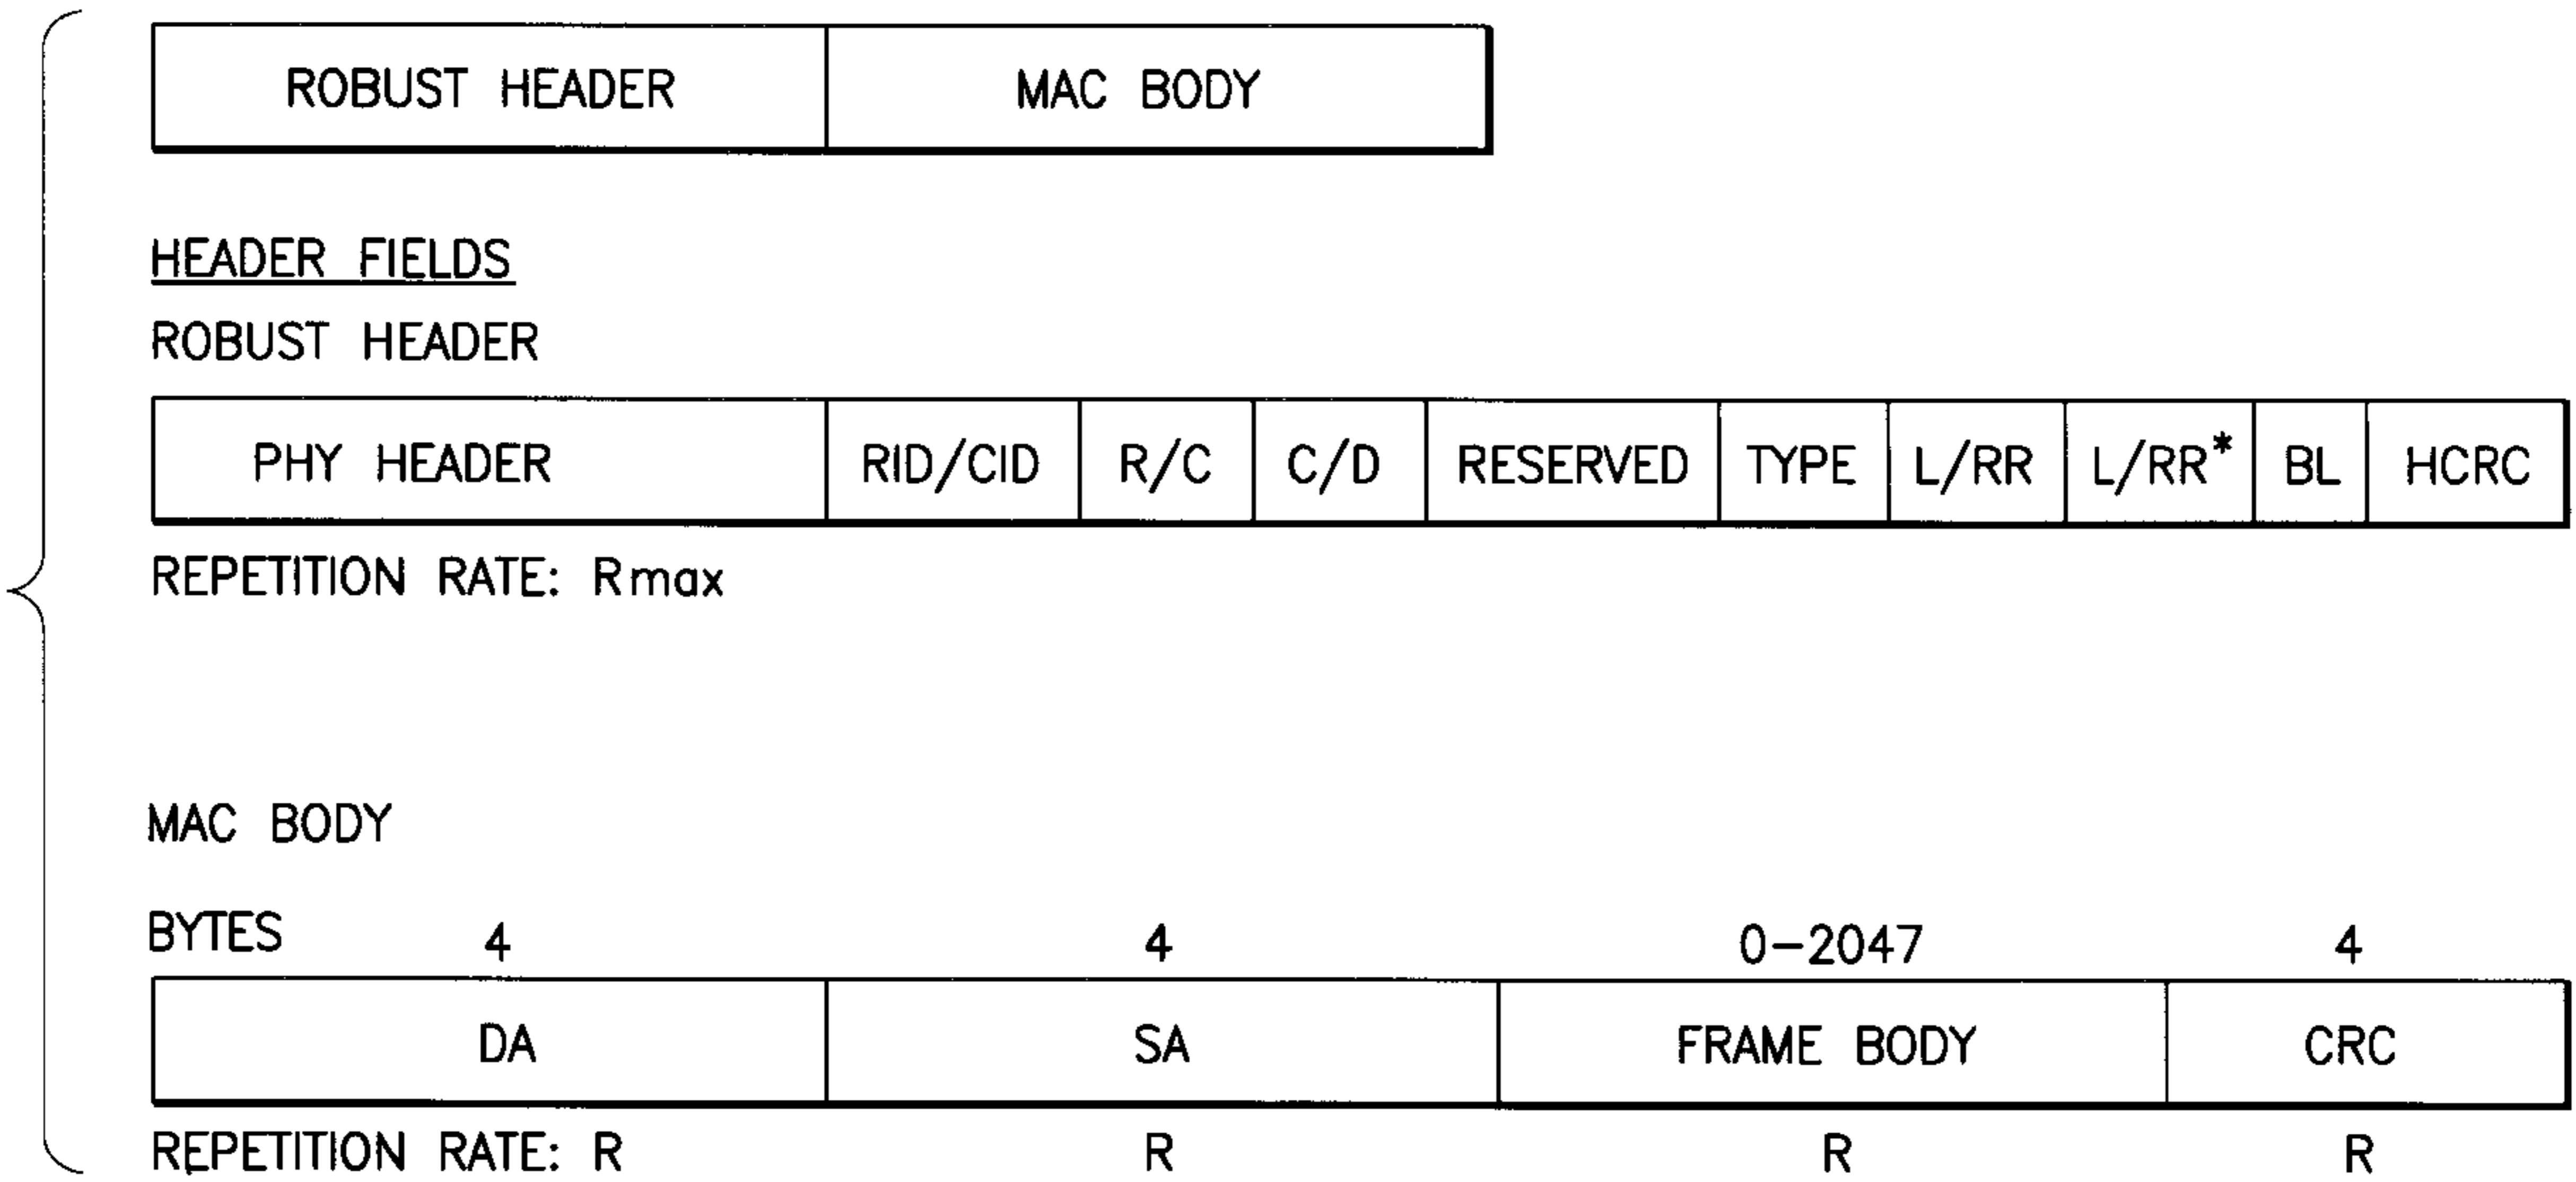 ROBUST HEADER MAC BODY
HEADER FIELDS
ROBUST HEADER
PHY HEADER RID/CID R/C C/D RESERVED TYPE L/RR L/RR* BL HCRC
REPETITION RATE: Rmax
MAC BODY
BYTES 4 4 0-2047 4
DA SA FRAME BODY CRC
REPETITION RATE: R R R R